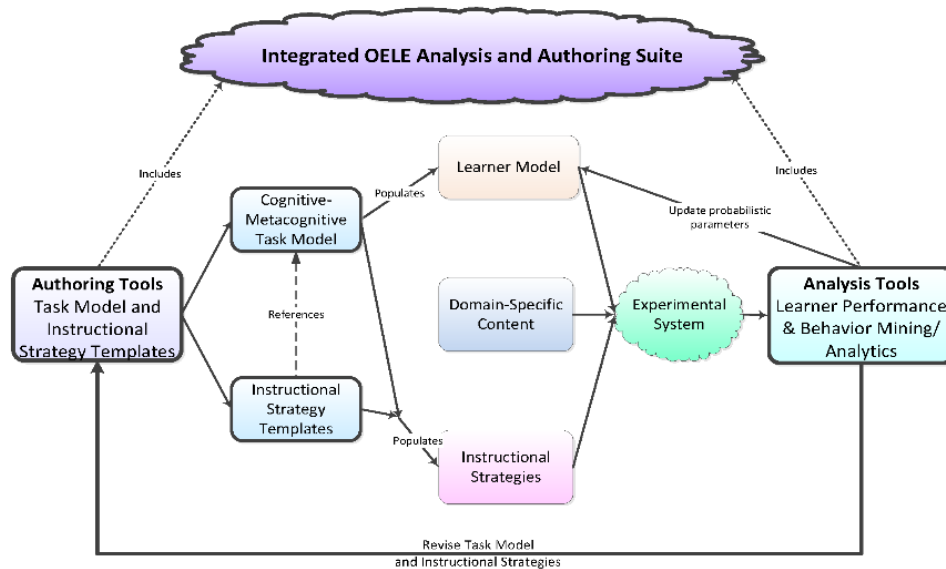 Integrated OELE Analysis and Authoring Suite
Includes
Includes
Learner Model
Populates
Cognitive-
Metacognitive
Task Model
Update probabilistic
parameters
Authoring Tools
Task Model and
Instructional
Strategy Templates
References
Domain-Specific
Content
Experimental
System
Analysis Tools
Learner Performance
& Behavior Mining/
Analytics
Instructional
Strategy
Templates
Populates
Instructional
Strategies
Revise Task Model
and Instructional Strategies